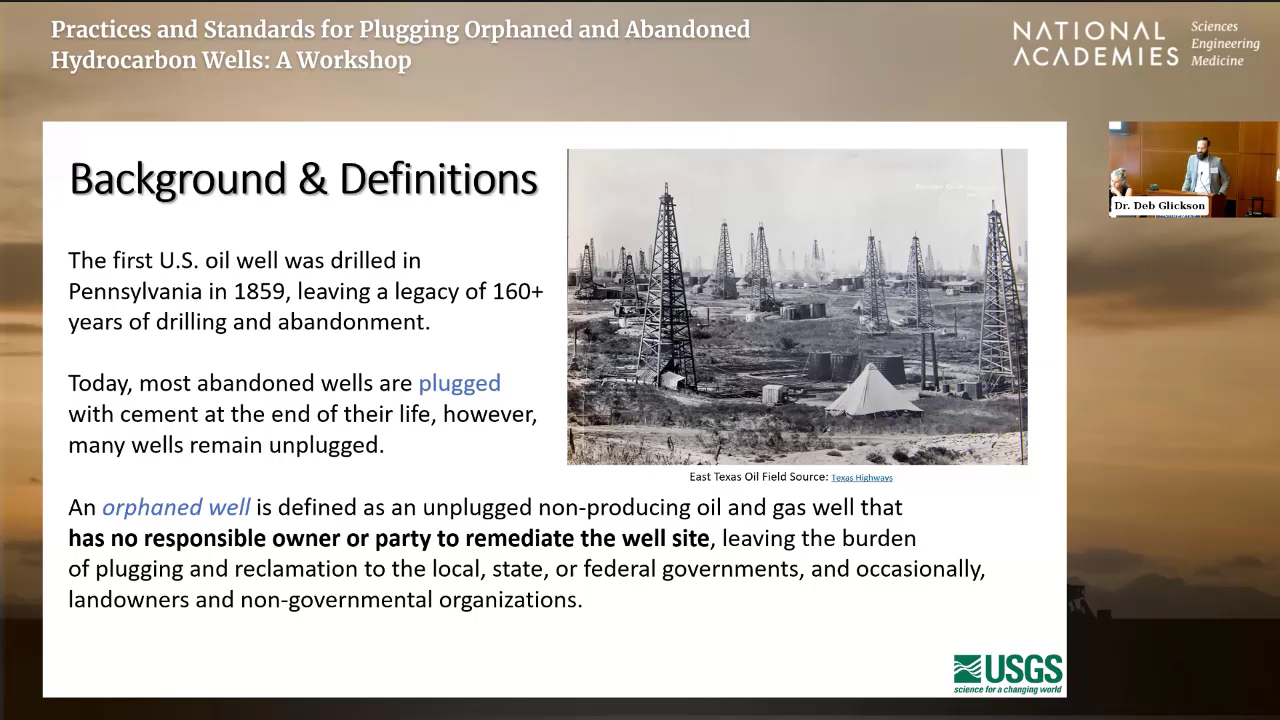 Practices and Standards for Plugging Orphaned and Abandoned
Hydrocarbon Wells: A Workshop
NATIONAL
ACADEMIES
Sciences
Engineering
Medicine
Dr. Deb Glickson
Background & Definitions
The first U.S. oil well was drilled in
Pennsylvania in 1859, leaving a legacy of 160+
years of drilling and abandonment.
Today, most abandoned wells are plugged
with cement at the end of their life, however,
many wells remain unplugged.
East Texas Oil Field Source: Texas Highways
An orphaned well is defined as an unplugged non-producing oil and gas well that
has no responsible owner or party to remediate the well site, leaving the burden
of plugging and reclamation to the local, state, or federal governments, and occasionally,
landowners and non-governmental organizations.
USGS
science for a changing world